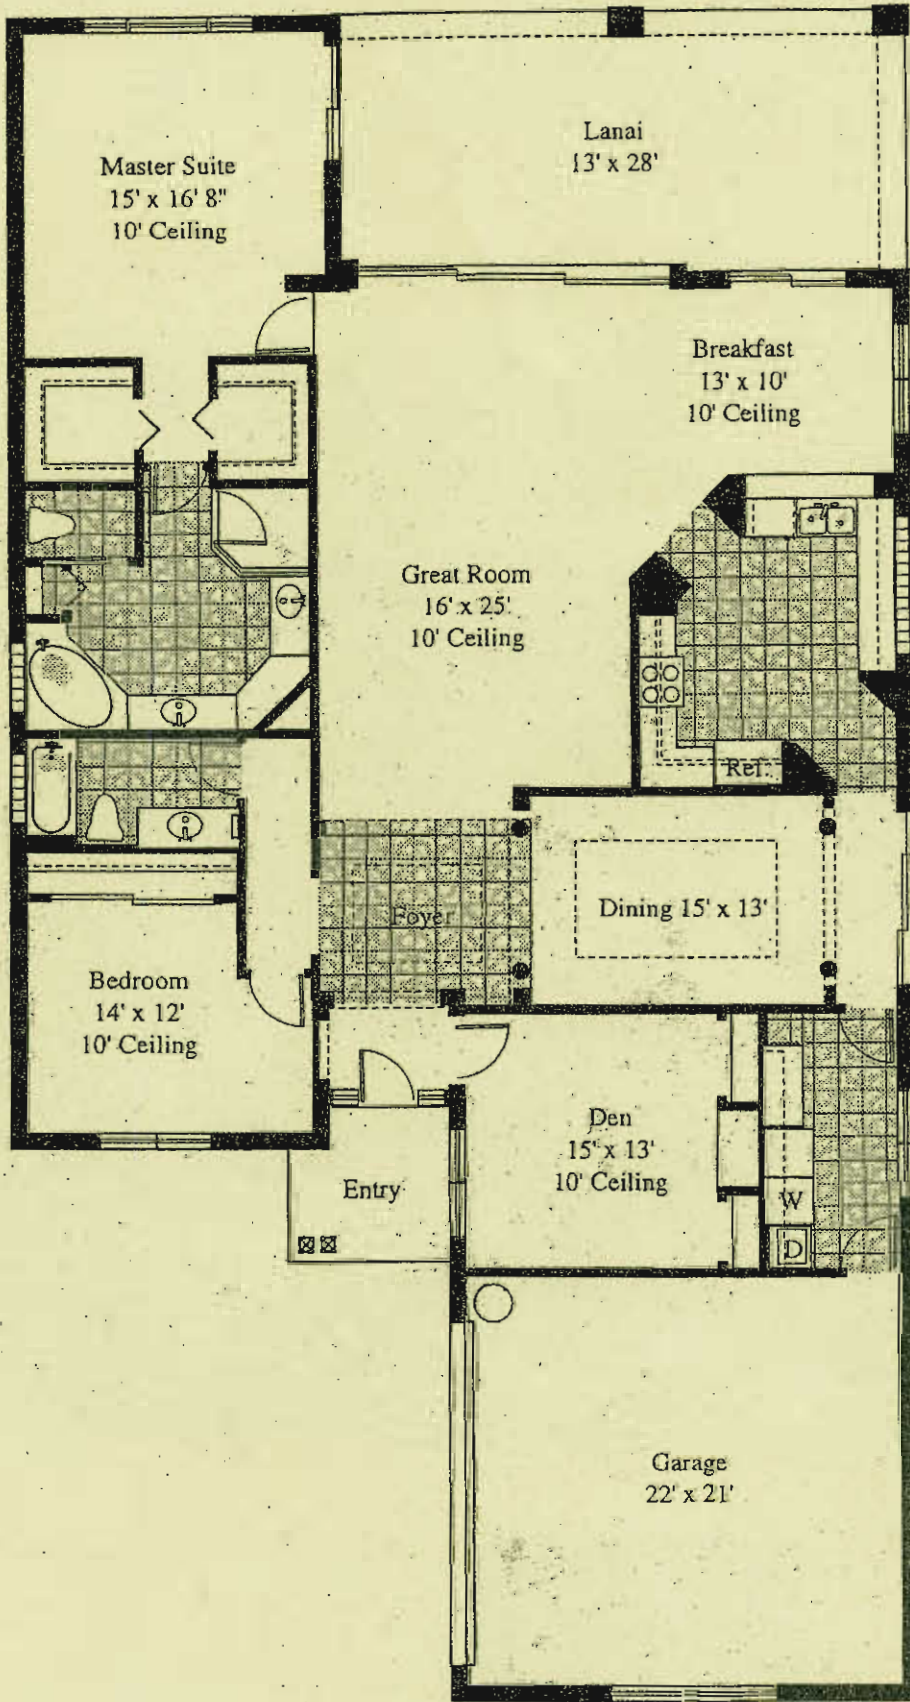 Lanai
13' x 28'
Master Suite
15' x 16' 8"
10' Ceiling
Breakfast
13' x 10'
10' Ceiling
Great Room
16' x 25'
10' Ceiling
Ref.
Foyer
Dining 15' x 13'
Bedroom
14' x 12'
10' Ceiling
Den
15' x 13'
10' Ceiling
Entry
W
D
Garage
22' x 21'